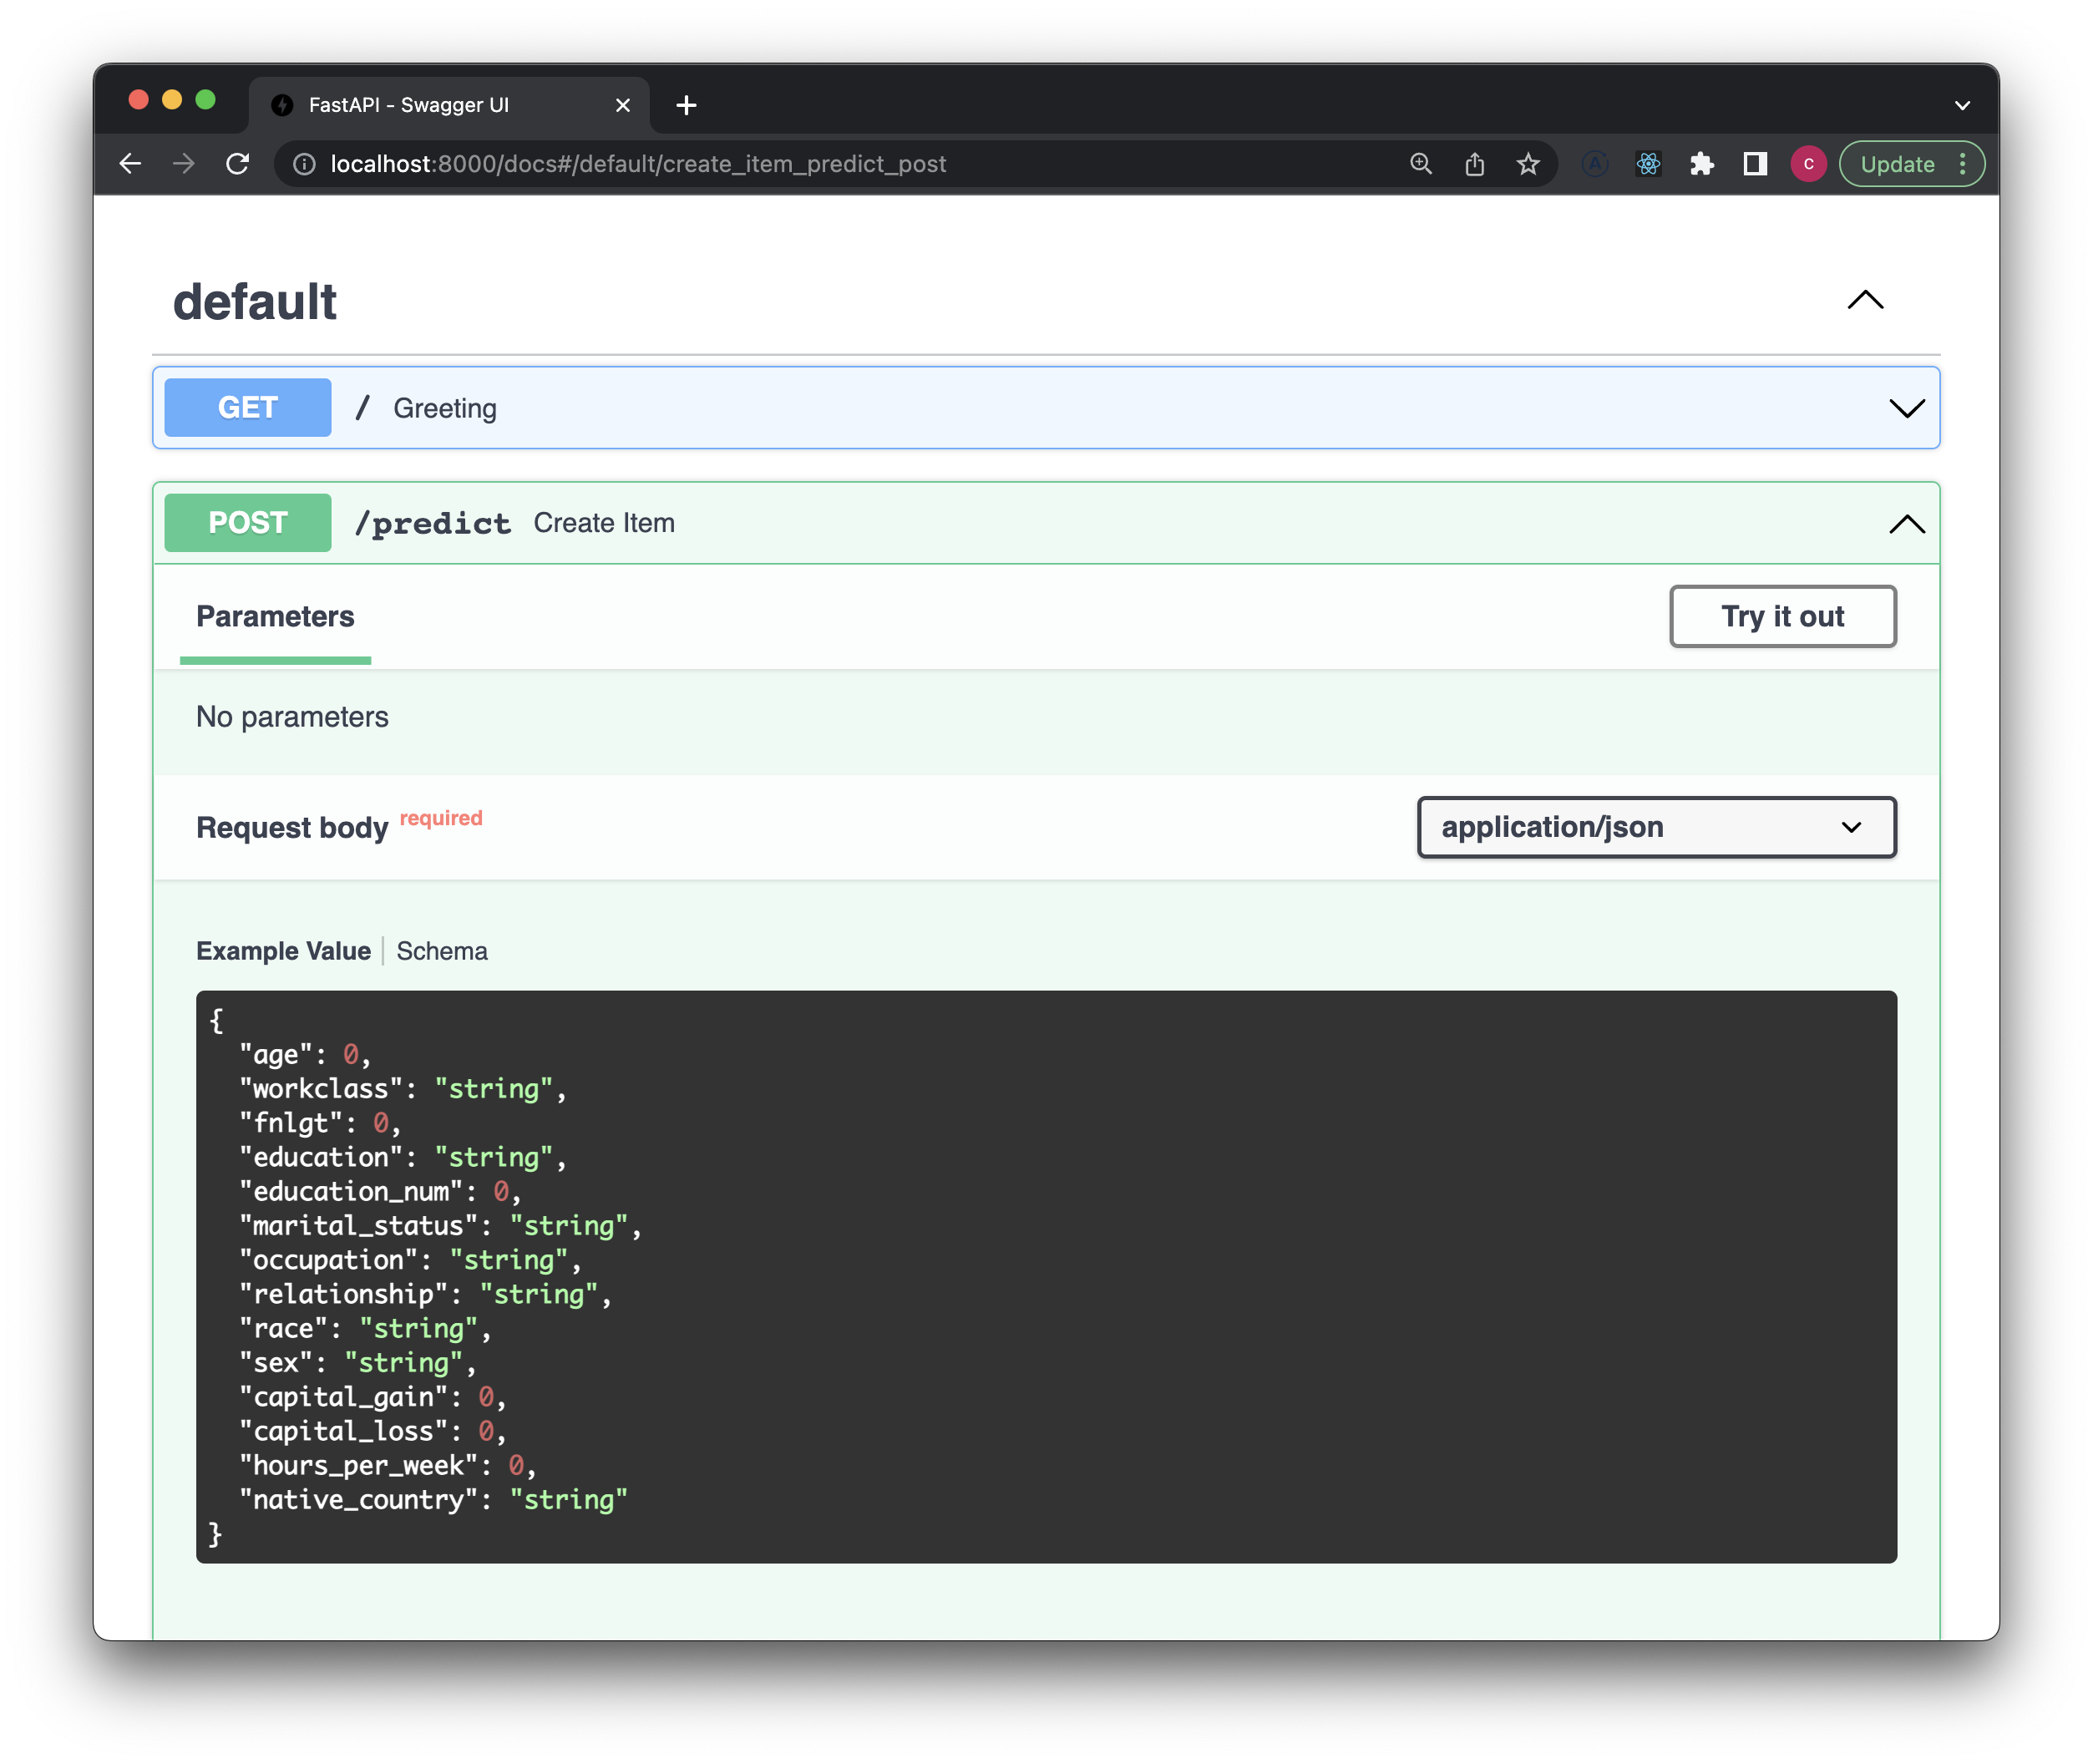 FastAPI - Swagger UI
localhost:8000/docs#/default/create_item_predict_post
C
Update
default
GET / Greeting
POST /predict Create Item
Parameters
Try it out
No parameters
Request body required
application/json
Example Value Schema
{
"age": 0,
"workclass": "string",
"fnlgt": 0,
"education": "string",
"education_num": 0,
"marital_status": "string",
"occupation": "string",
"relationship": "string",
"race": "string",
"sex": "string",
"capital_gain": 0,
"capital_loss": 0,
"hours_per_week": 0,
"native_country": "string"
}